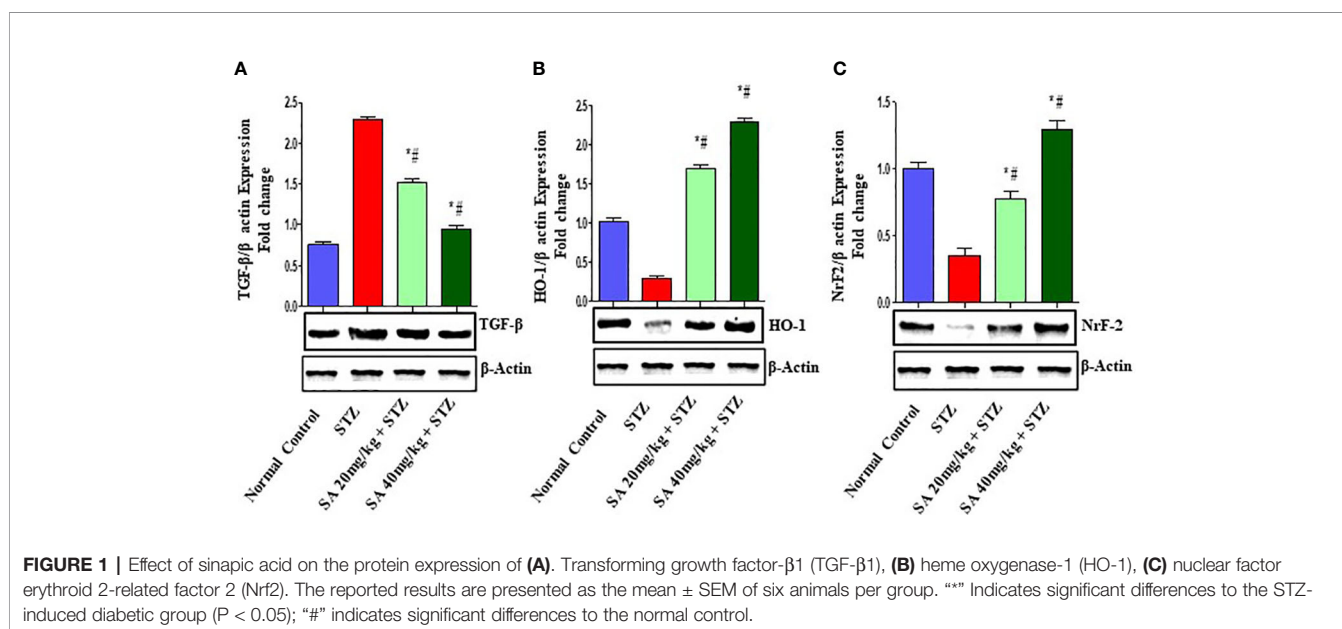 A
B
C
TGF-β/β actin Expression
Fold change
2.5
2.0
1.5
1.0
0.5
0.0
*#
*#
TGF-β
β-Actin
Normal Control
STZ
SA 20mg/kg + STZ
SA 40mg/kg + STZ
HO-1/β actin Expression
Fold change
2.5
2.0
1.5
1.0
0.5
0.0
*#
*#
HO-1
β-Actin
Normal Control
STZ
SA 20mg/kg + STZ
SA 40mg/kg + STZ
NrF2/β actin Expression
Fold change
1.5
1.0
0.5
0.0
*#
*#
NrF-2
β-Actin
Normal Control
STZ
SA 20mg/kg + STZ
SA 40mg/kg + STZ
FIGURE 1 | Effect of sinapic acid on the protein expression of (A). Transforming growth factor-β1 (TGF-β1), (B) heme oxygenase-1 (HO-1), (C) nuclear factor
erythroid 2-related factor 2 (Nrf2). The reported results are presented as the mean ± SEM of six animals per group. “*” Indicates significant differences to the STZ-
induced diabetic group (P < 0.05); “#” indicates significant differences to the normal control.